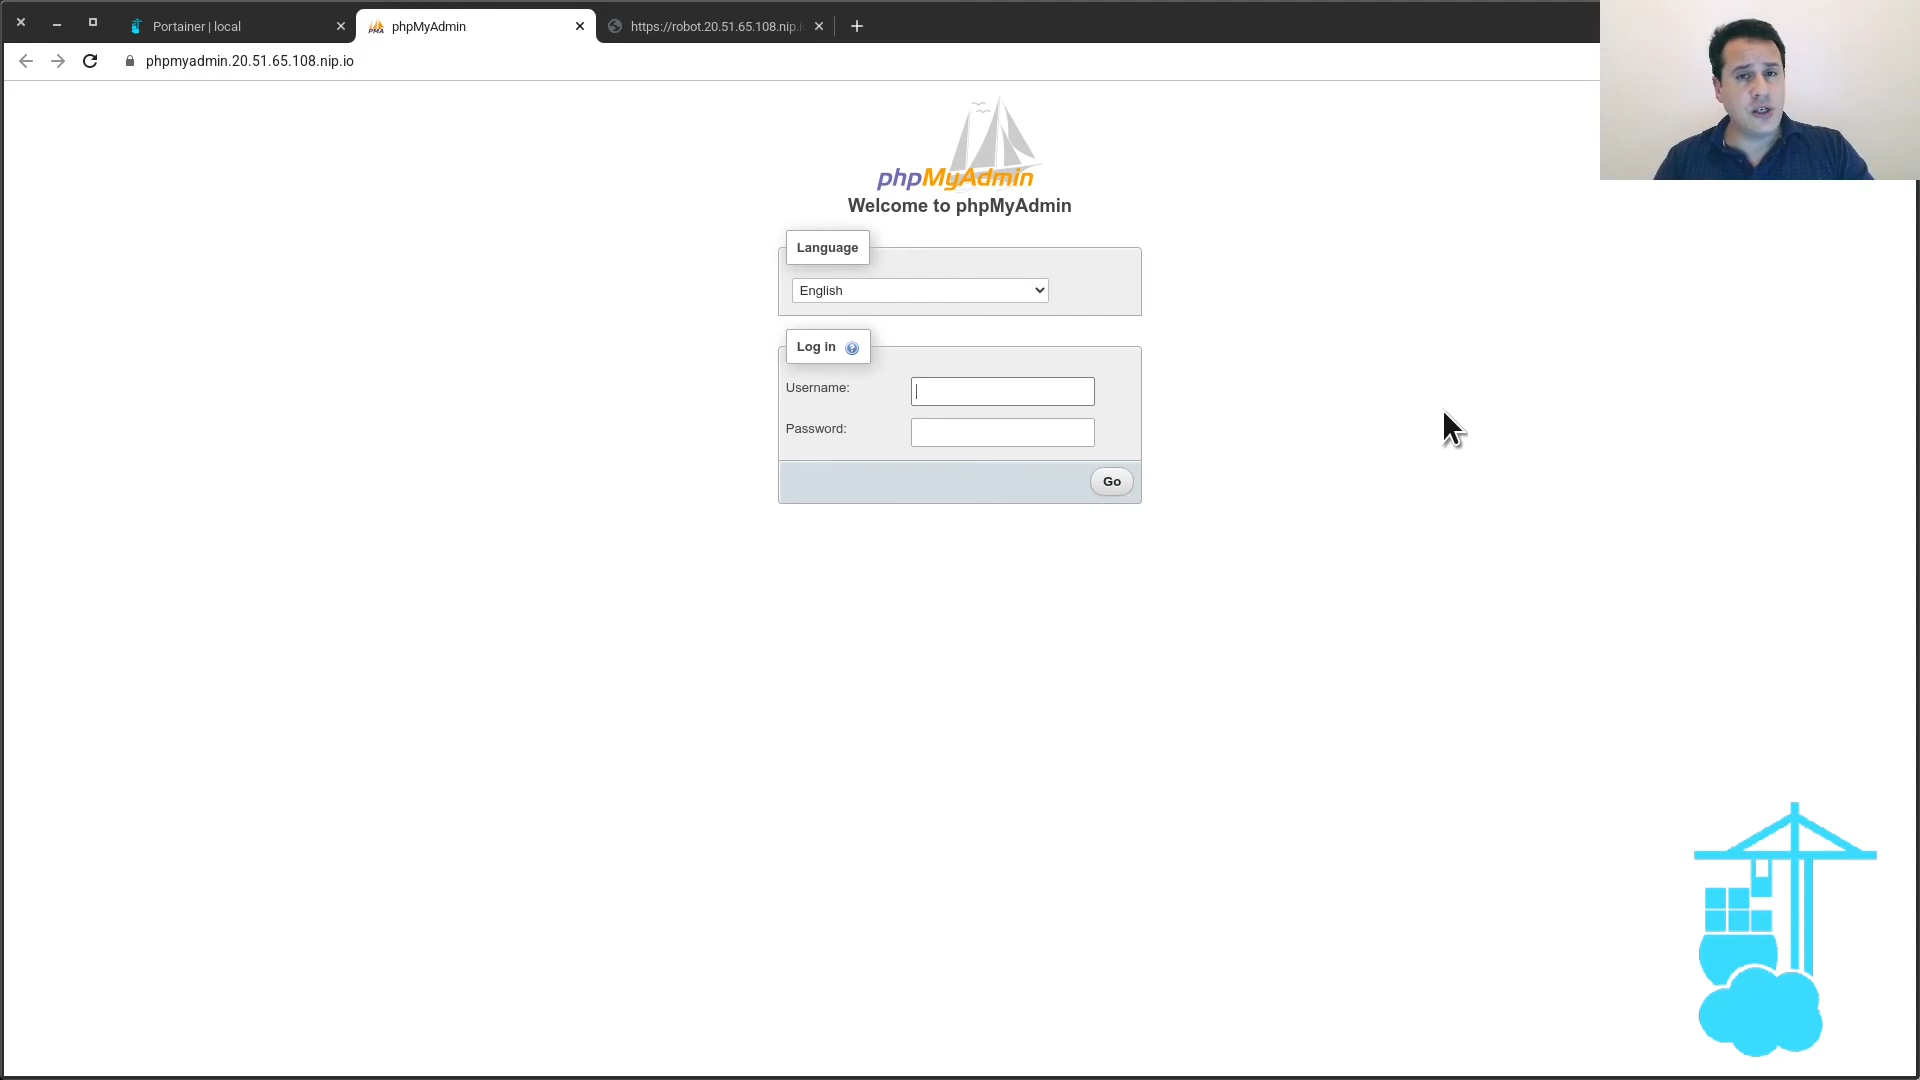 Portainer | local
phpMyAdmin
https://robot.20.51.65.108.nip.i
phpmyadmin.20.51.65.108.nip.io
phpMyAdmin
Welcome to phpMyAdmin
Language
English
Log in
Username:
Password:
Go